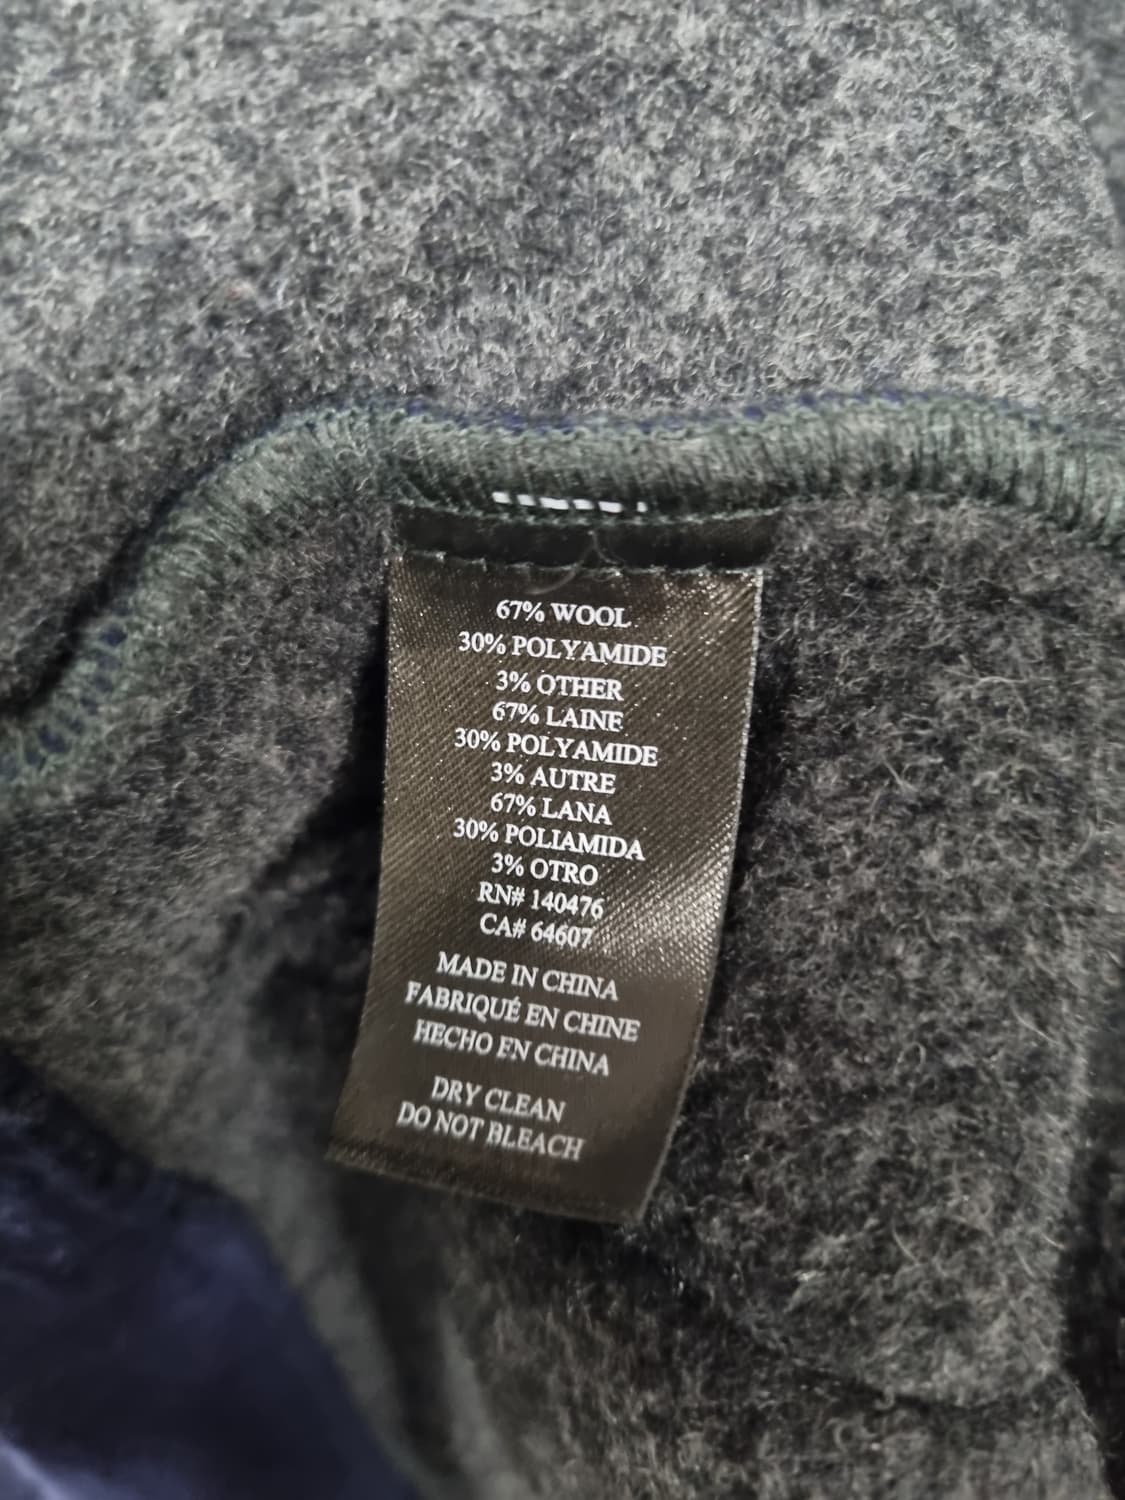 67% WOOL
30% POLYAMIDE
3% OTHER
67% LAINE
30% POLYAMIDE
3% AUTRE
67% LANA
30% POLIAMIDA
3% OTRO
RN# 140476
CA# 64607
MADE IN CHINA
FABRIQUÉ EN CHINE
HECHO EN CHINA
DRY CLEAN
DO NOT BLEACH